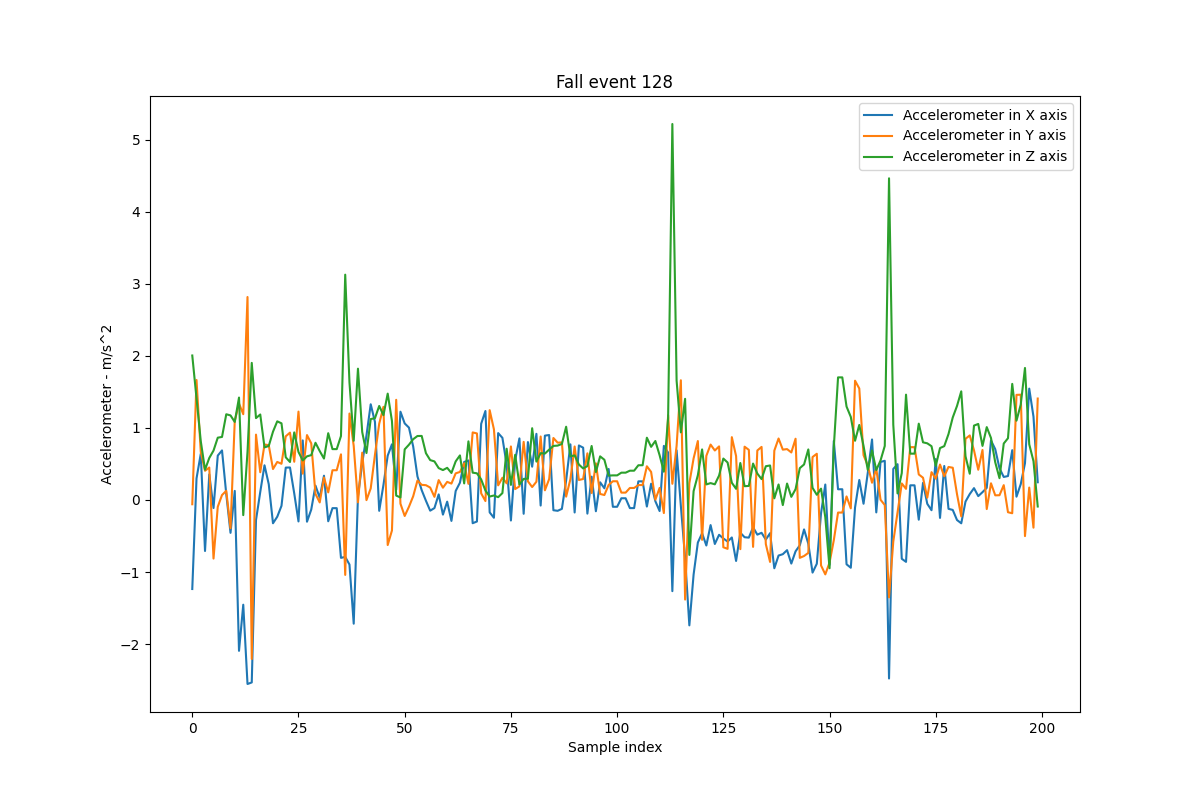 Fall event 128
Accelerometer in X axis
Accelerometer in Y axis
Accelerometer in Z axis
Accelerometer - m/s^2
5
4
3
2
1
0
−1
−2
0 25 50 75 100 125 150 175 200
Sample index